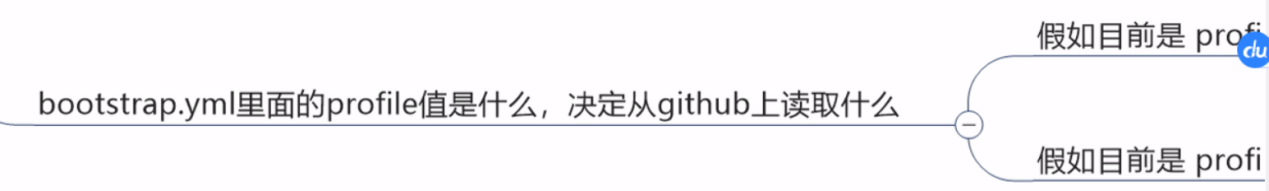 假如目前是 profi
bootstrap.yml里面的profile值是什么，决定从github上读取什么
du
假如目前是 profi